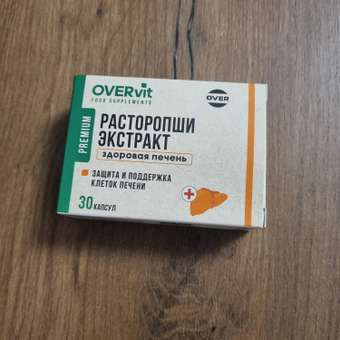 OVERvit
FOOD SUPPLEMENTS
OVER
PREMIUM
РАСТОРОПШИ
ЭКСТРАКТ
здоровая печень
ЗАЩИТА И ПОДДЕРЖКА
КЛЕТОК ПЕЧЕНИ
30 КАПСУЛ